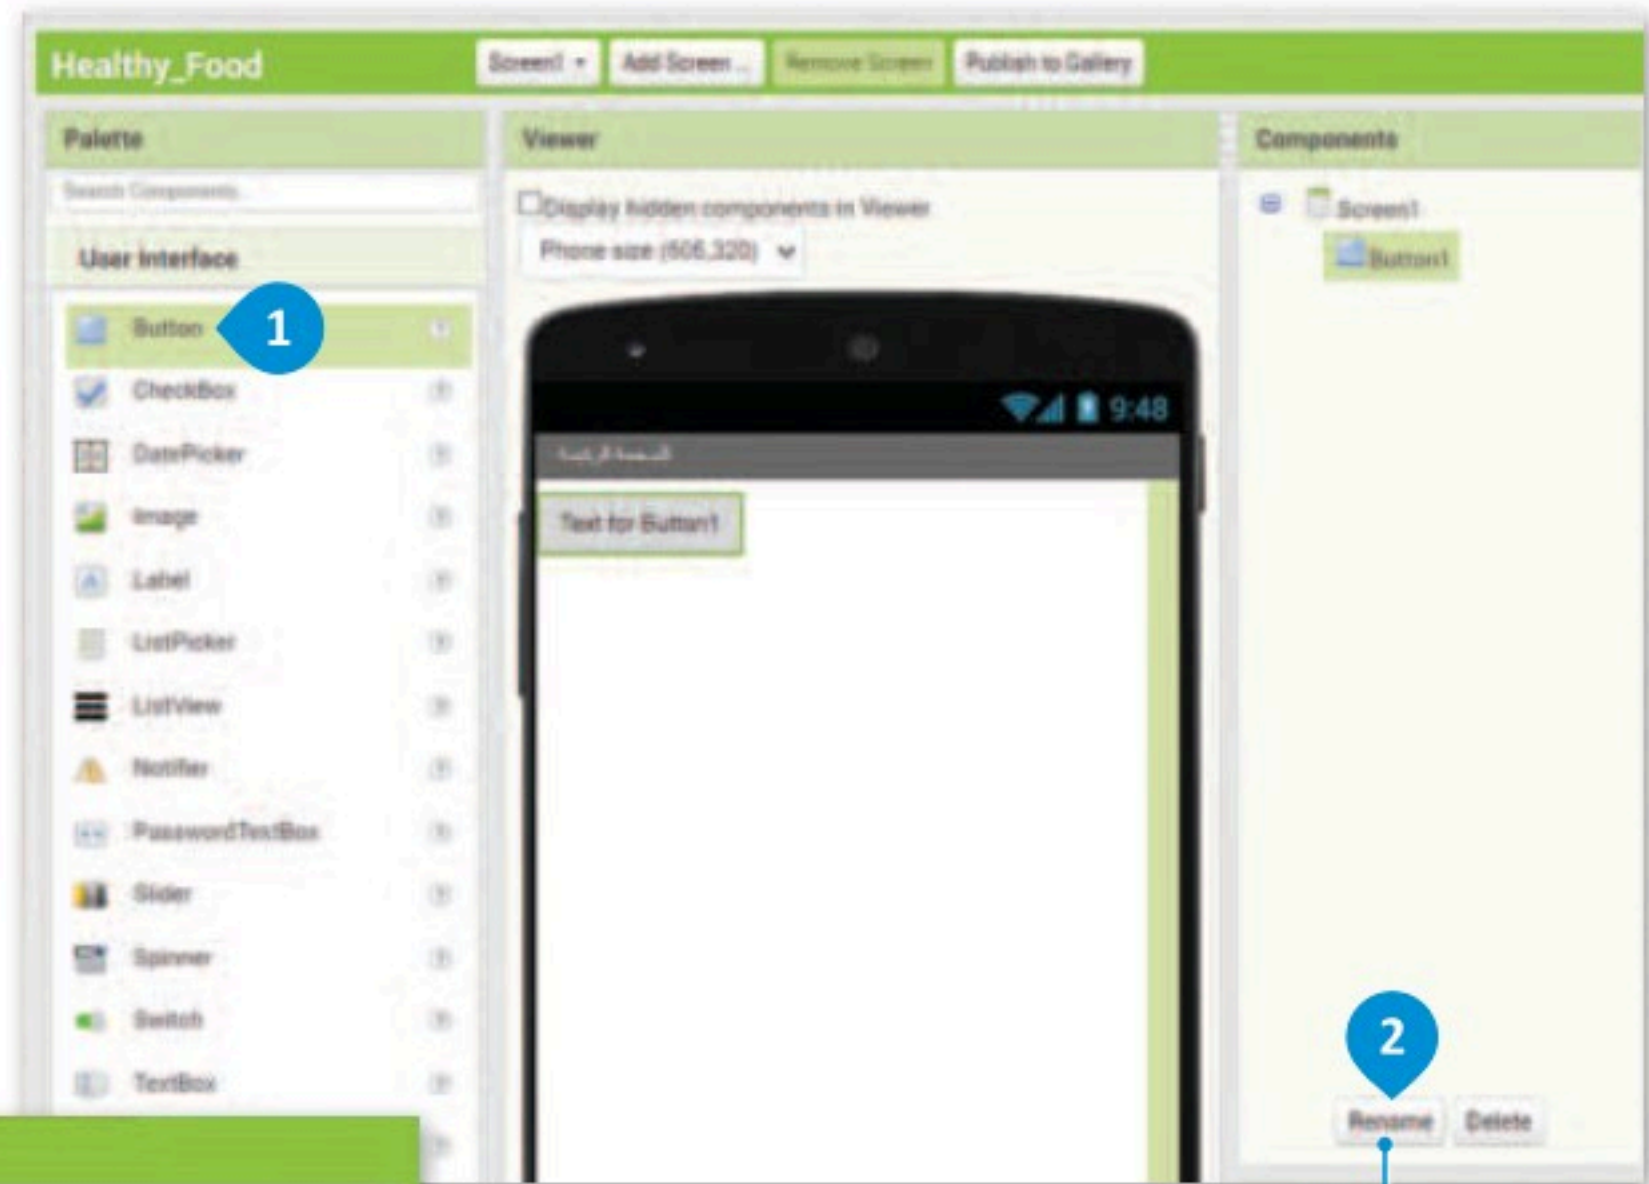 Healthy_Food
Screen1
Add Screen ...
Remove Screen
Publish to Gallery
Palette
Search Components...
User Interface
Button
1
CheckBox
DatePicker
Image
Label
ListPicker
ListView
Notifier
PasswordTextBox
Slider
Spinner
Switch
TextBox
Viewer
Display hidden components in Viewer
Phone size (505,320)
9:48
الصفحة الرئيسة
Text for Button1
Components
Screen1
Button1
2
Rename
Delete